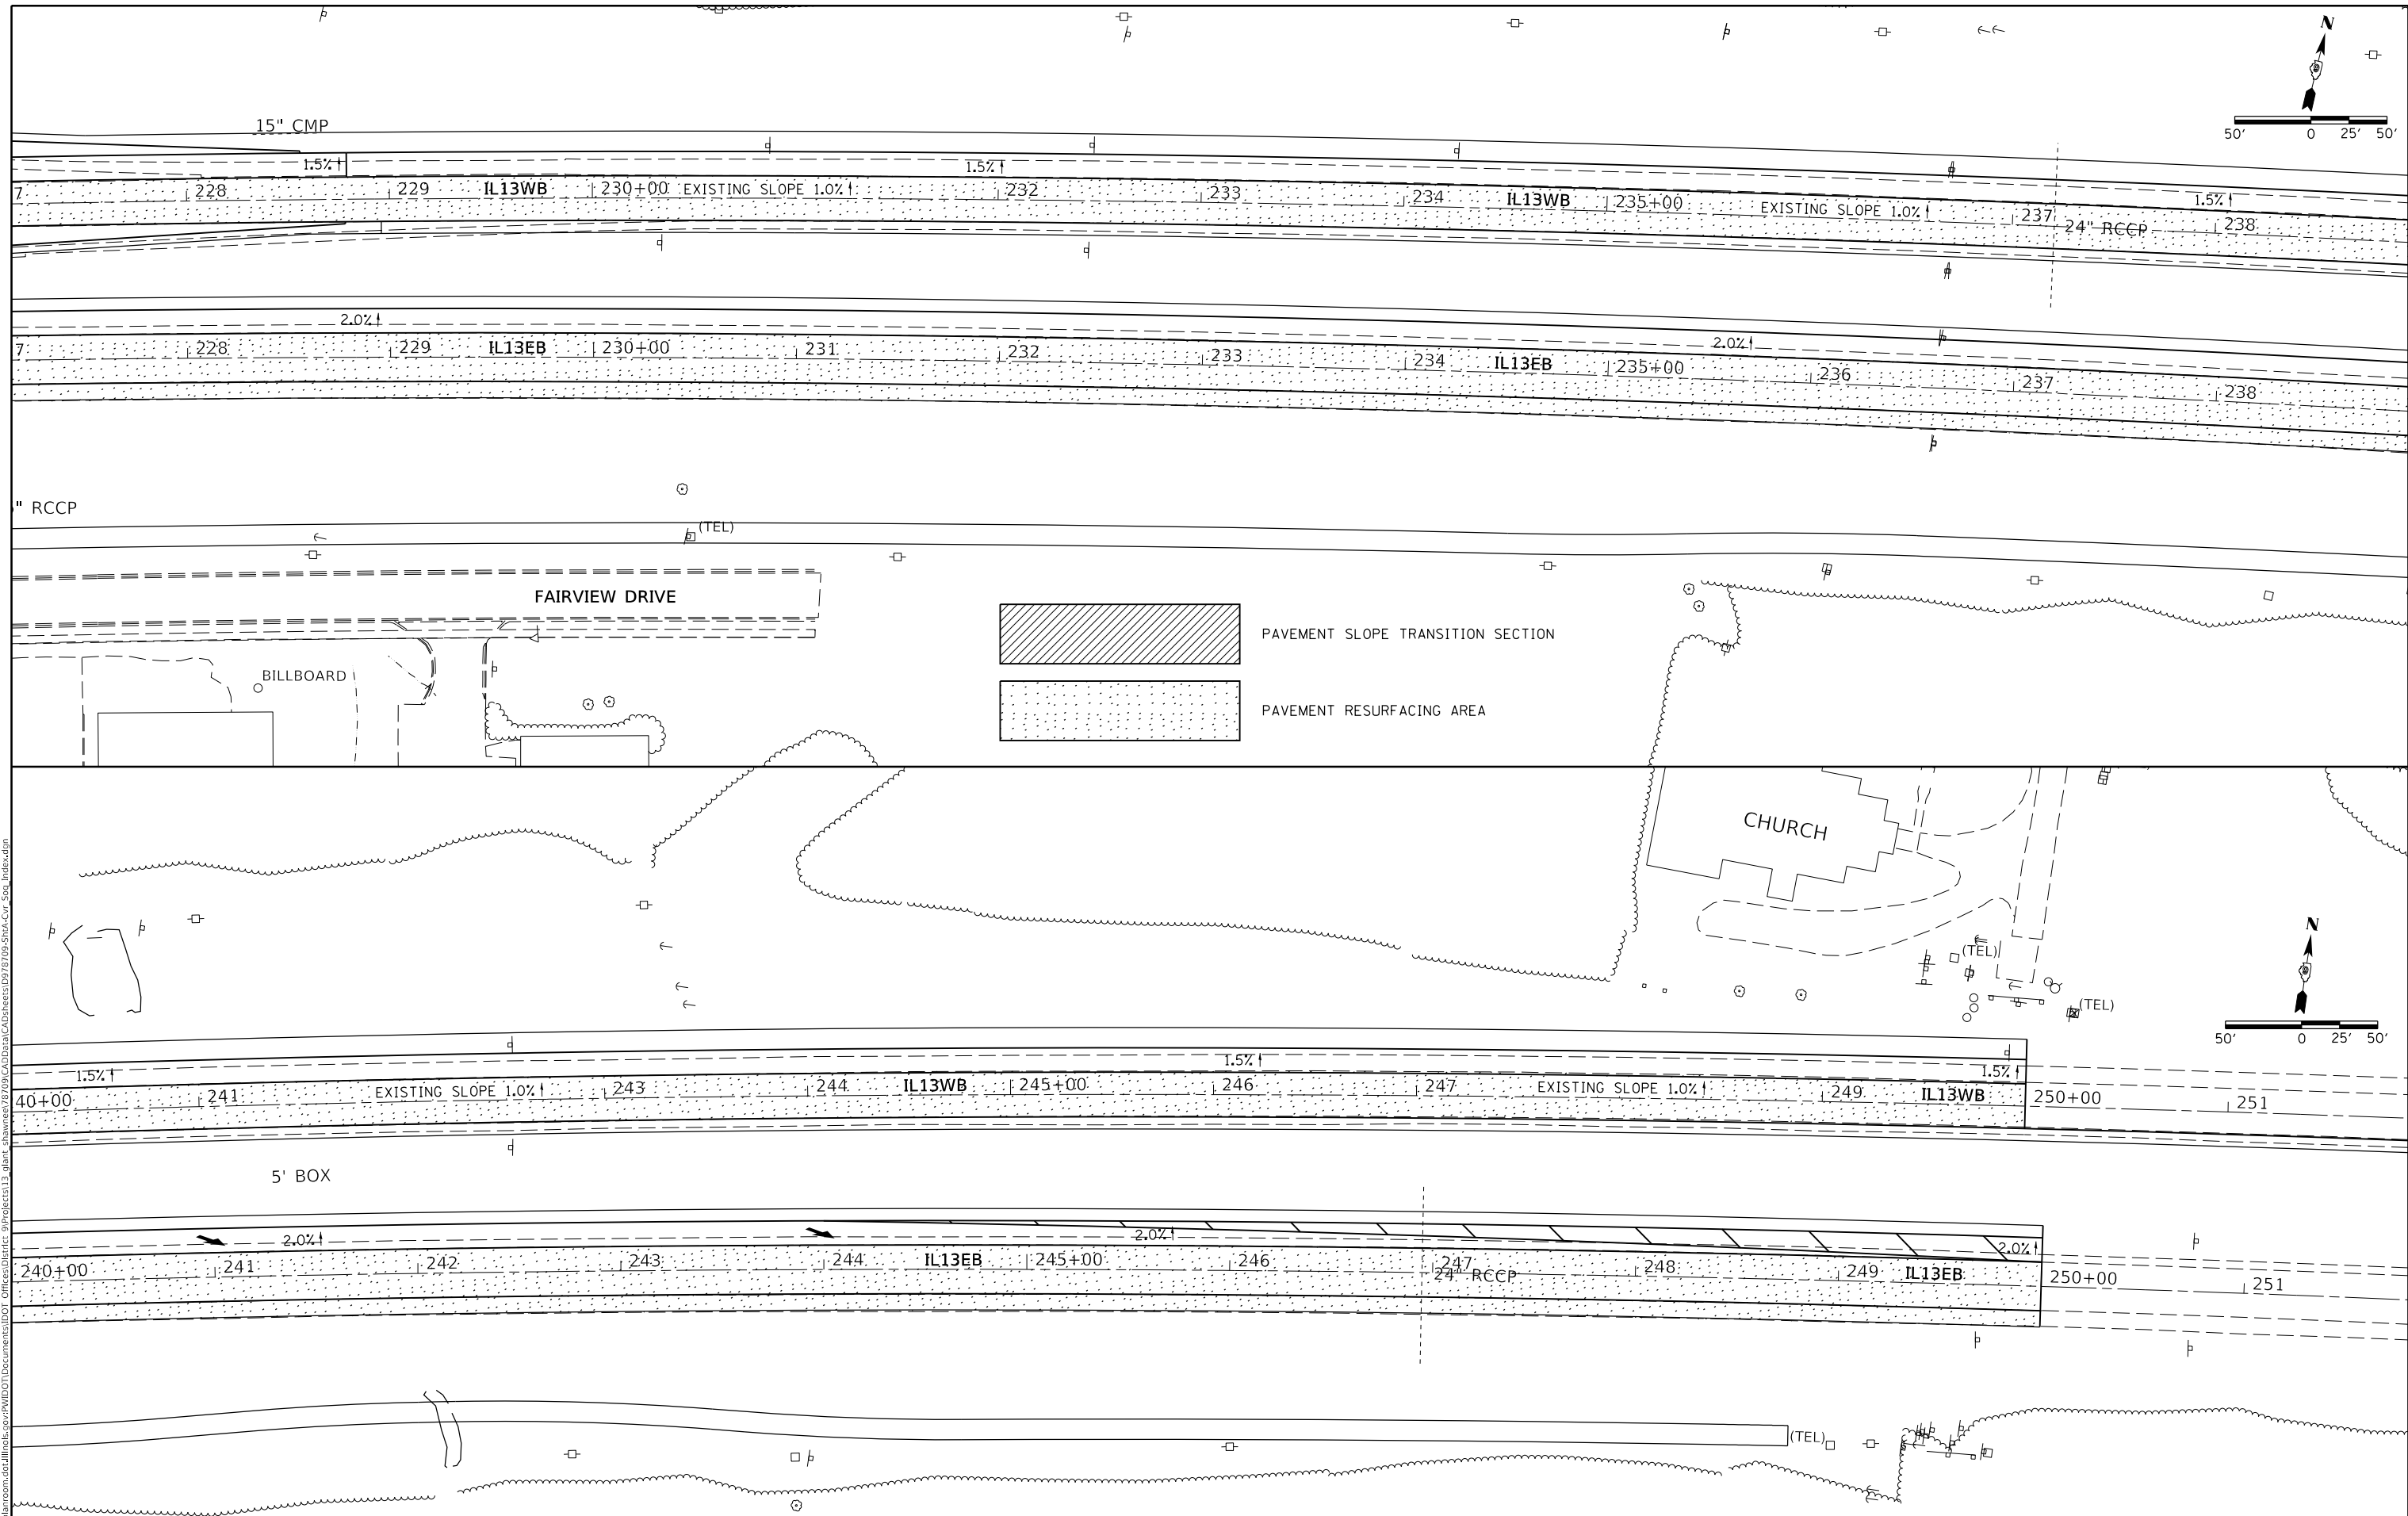 15" CMP
N
50' 0 25' 50'
1.5% 1.5% 1.5%
7 228 229 IL13WB 230+00 EXISTING SLOPE 1.0% 232 233 234 IL13WB 235+00 EXISTING SLOPE 1.0% 237 24" RCCP 238
2.0% 2.0%
7 228 229 IL13EB 230+00 231 232 233 234 IL13EB 235+00 236 237 238
" RCCP
(TEL)
FAIRVIEW DRIVE
BILLBOARD
PAVEMENT SLOPE TRANSITION SECTION
PAVEMENT RESURFACING AREA
CHURCH
N
(TEL)
(TEL)
50' 0 25' 50'
1.5% 1.5% 1.5%
40+00 241 EXISTING SLOPE 1.0% 243 244 IL13WB 245+00 246 247 EXISTING SLOPE 1.0% 249 IL13WB 250+00 251
5' BOX
2.0% 2.0% 2.0%
240+00 241 242 243 244 IL13EB 245+00 246 247 24" RCCP 248 249 IL13EB 250+00 251
(TEL)